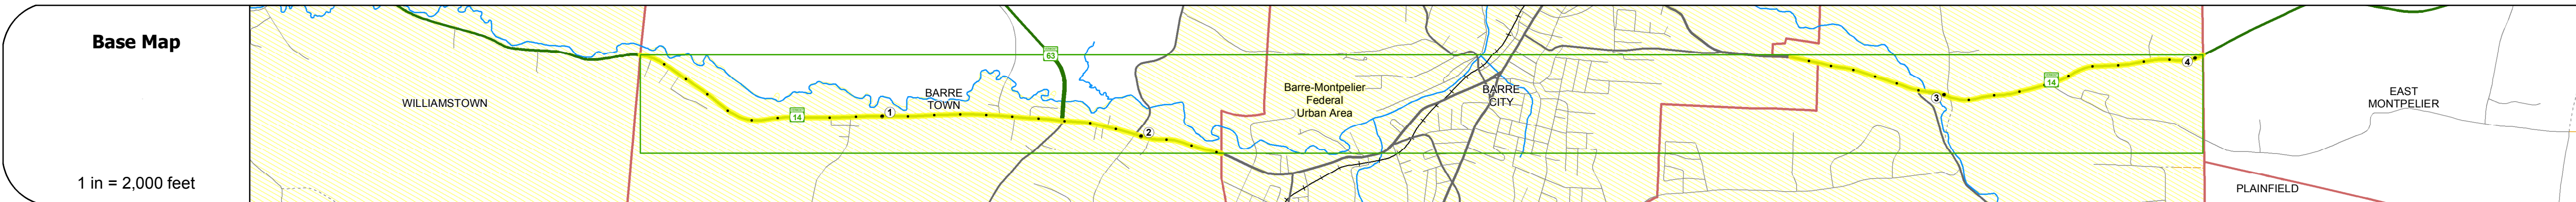 Base Map
1 in = 2,000 feet
WILLIAMSTOWN
14
1
BARRE
TOWN
63
2
Barre-Montpelier
Federal
Urban Area
BARRE
CITY
3
14
4
EAST
MONTPELIER
PLAINFIELD